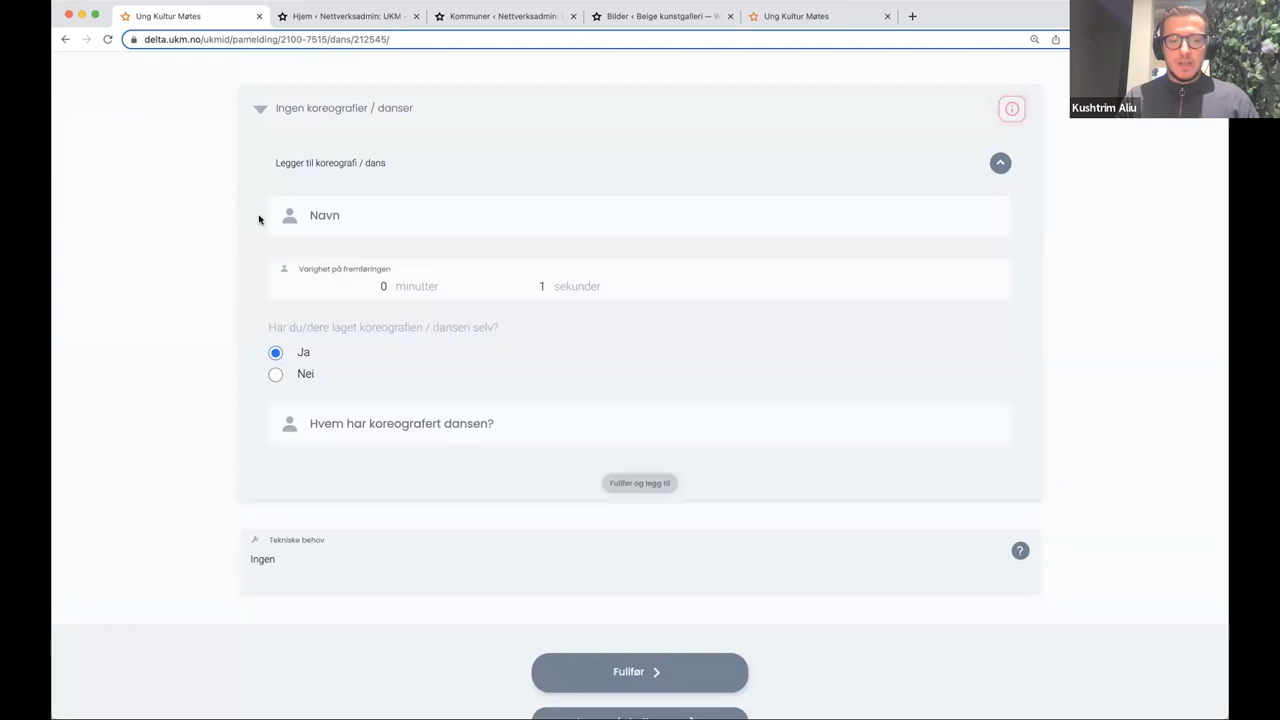 Ung Kultur Møtes
Hjem ‹ Nettverksadmin: UKM –
Kommuner ‹ Nettverksadmin:
Bilder ‹ Beige kunstgalleri — W
Ung Kultur Møtes
delta.ukm.no/ukmid/pamelding/2100-7515/dans/212545/
Kushtrim Aliu
Ingen koreografier / danser
Legger til koreografi / dans
Navn
Varighet på fremføringen
0 minutter 1 sekunder
Har du/dere laget koreografien / dansen selv?
Ja
Nei
Hvem har koreografert dansen?
Fullfør og legg til
Tekniske behov
Ingen
?
Fullfør